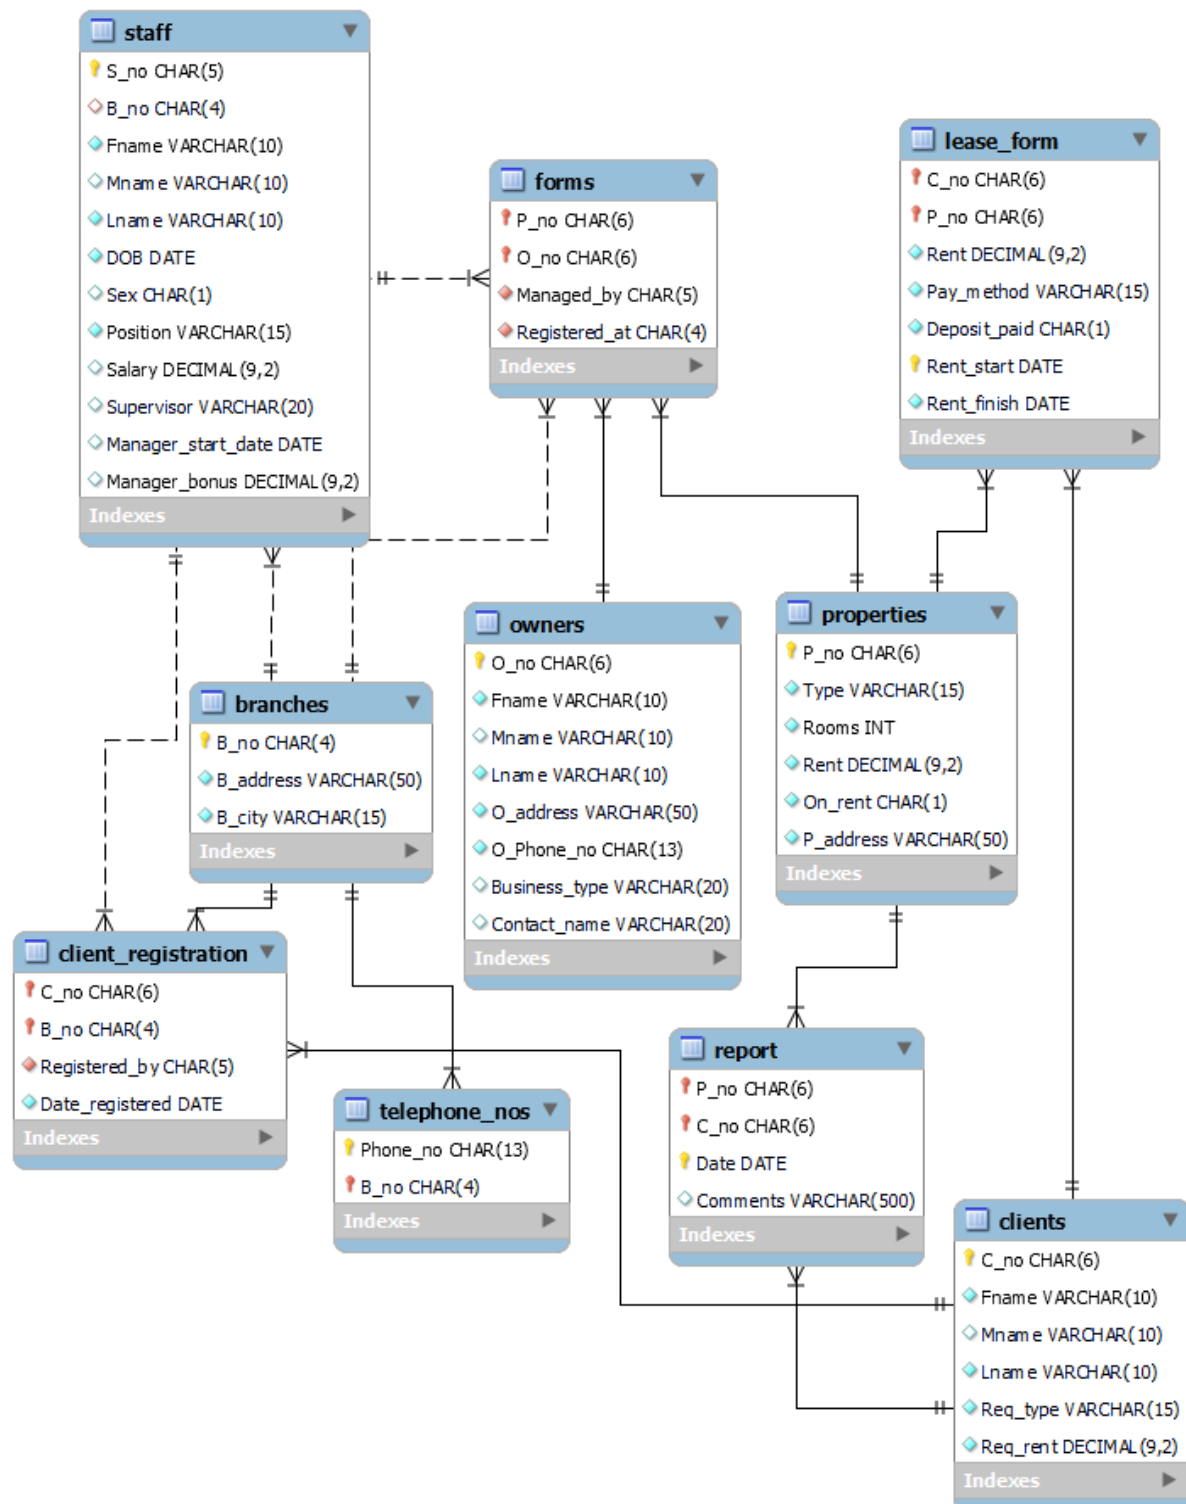 staff
S_no CHAR(5)
B_no CHAR(4)
Fname VARCHAR(10)
Mname VARCHAR(10)
Lname VARCHAR(10)
DOB DATE
Sex CHAR(1)
Position VARCHAR(15)
Salary DECIMAL(9,2)
Supervisor VARCHAR(20)
Manager_start_date DATE
Manager_bonus DECIMAL(9,2)
Indexes
forms
P_no CHAR(6)
O_no CHAR(6)
Managed_by CHAR(5)
Registered_at CHAR(4)
Indexes
lease_form
C_no CHAR(6)
P_no CHAR(6)
Rent DECIMAL(9,2)
Pay_method VARCHAR(15)
Deposit_paid CHAR(1)
Rent_start DATE
Rent_finish DATE
Indexes
branches
B_no CHAR(4)
B_address VARCHAR(50)
B_city VARCHAR(15)
Indexes
owners
O_no CHAR(6)
Fname VARCHAR(10)
Mname VARCHAR(10)
Lname VARCHAR(10)
O_address VARCHAR(50)
O_Phone_no CHAR(13)
Business_type VARCHAR(20)
Contact_name VARCHAR(20)
Indexes
properties
P_no CHAR(6)
Type VARCHAR(15)
Rooms INT
Rent DECIMAL(9,2)
On_rent CHAR(1)
P_address VARCHAR(50)
Indexes
client_registration
C_no CHAR(6)
B_no CHAR(4)
Registered_by CHAR(5)
Date_registered DATE
Indexes
telephone_nos
Phone_no CHAR(13)
B_no CHAR(4)
Indexes
report
P_no CHAR(6)
C_no CHAR(6)
Date DATE
Comments VARCHAR(500)
Indexes
clients
C_no CHAR(6)
Fname VARCHAR(10)
Mname VARCHAR(10)
Lname VARCHAR(10)
Req_type VARCHAR(15)
Req_rent DECIMAL(9,2)
Indexes